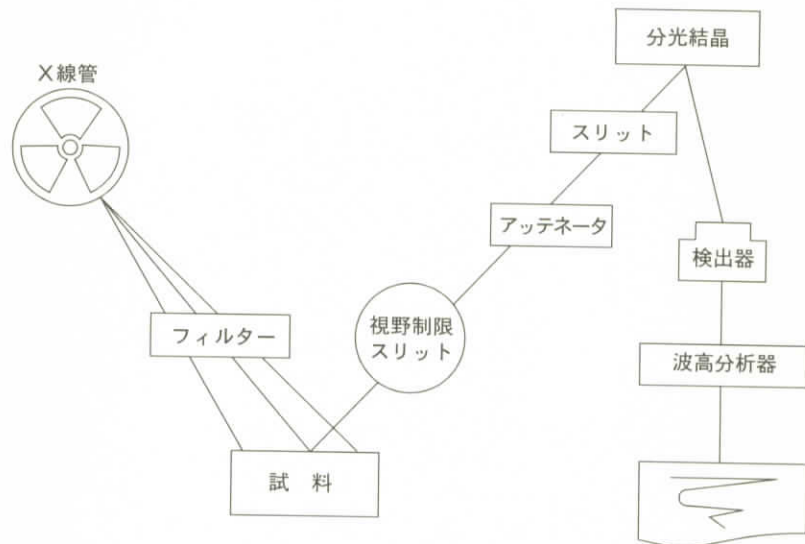 分光結晶
X線管
スリット
アッテネータ
検出器
視野制限
スリット
フィルター
波高分析器
試 料